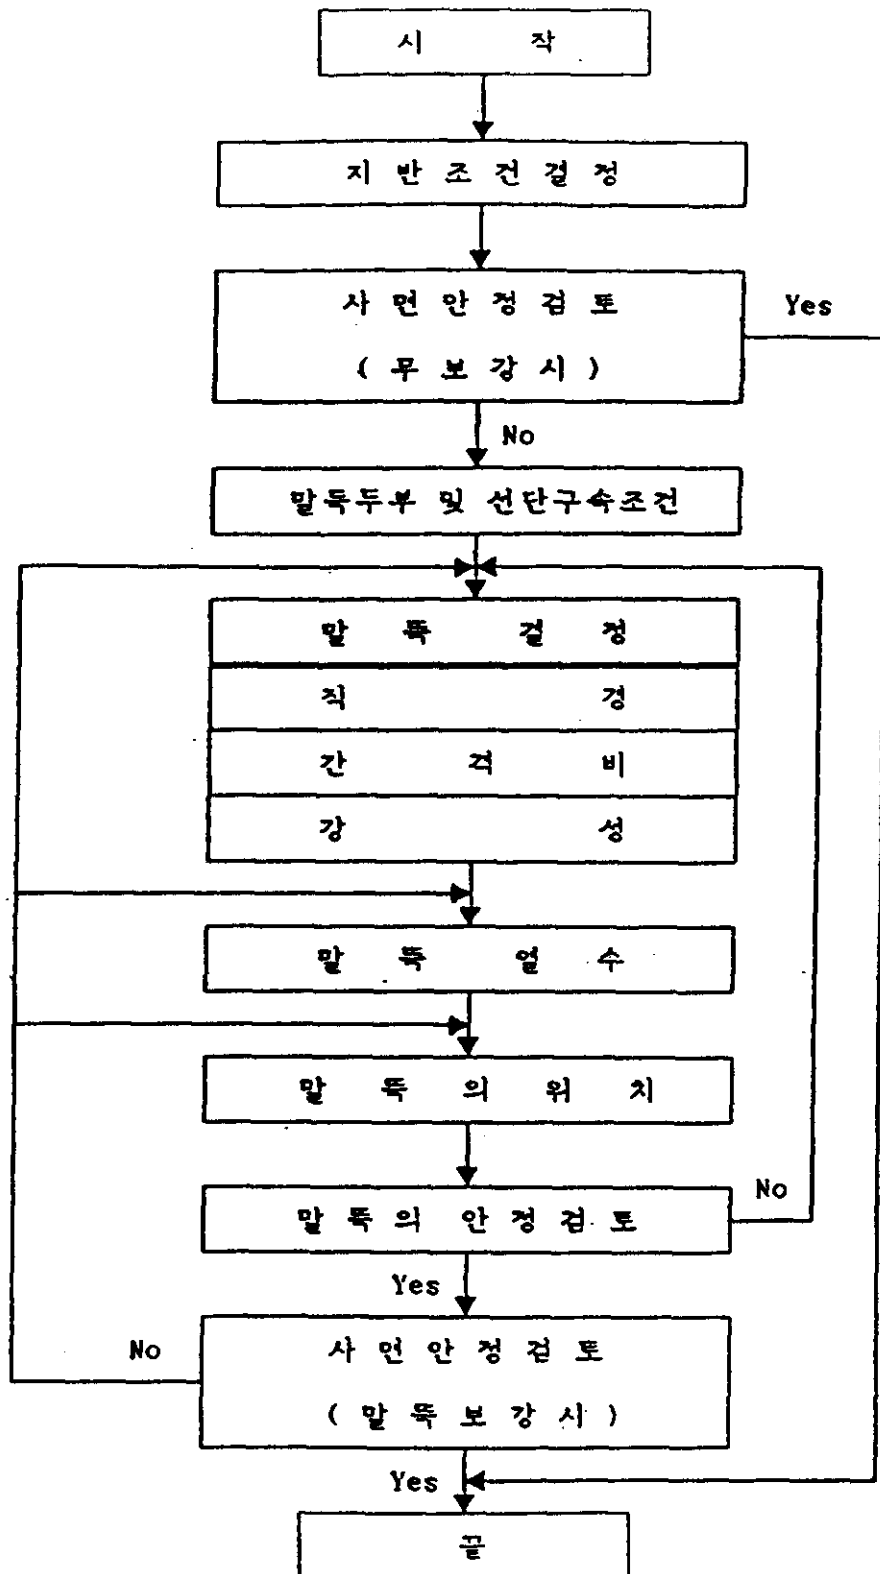 시 작
지 반 조 건 결 정
사 면 안 정 검 토
Yes
( 무 보 강 시 )
No
말뚝두부 및 선단구속조건
말 뚝 결 정
직 경
간 격 비
강 성
말 뚝 열 수
말 뚝 의 위 치
No
말 뚝 의 안 정 검 토
Yes
No
사 면 안 정 검 토
( 말 뚝 보 강 시 )
Yes
끝